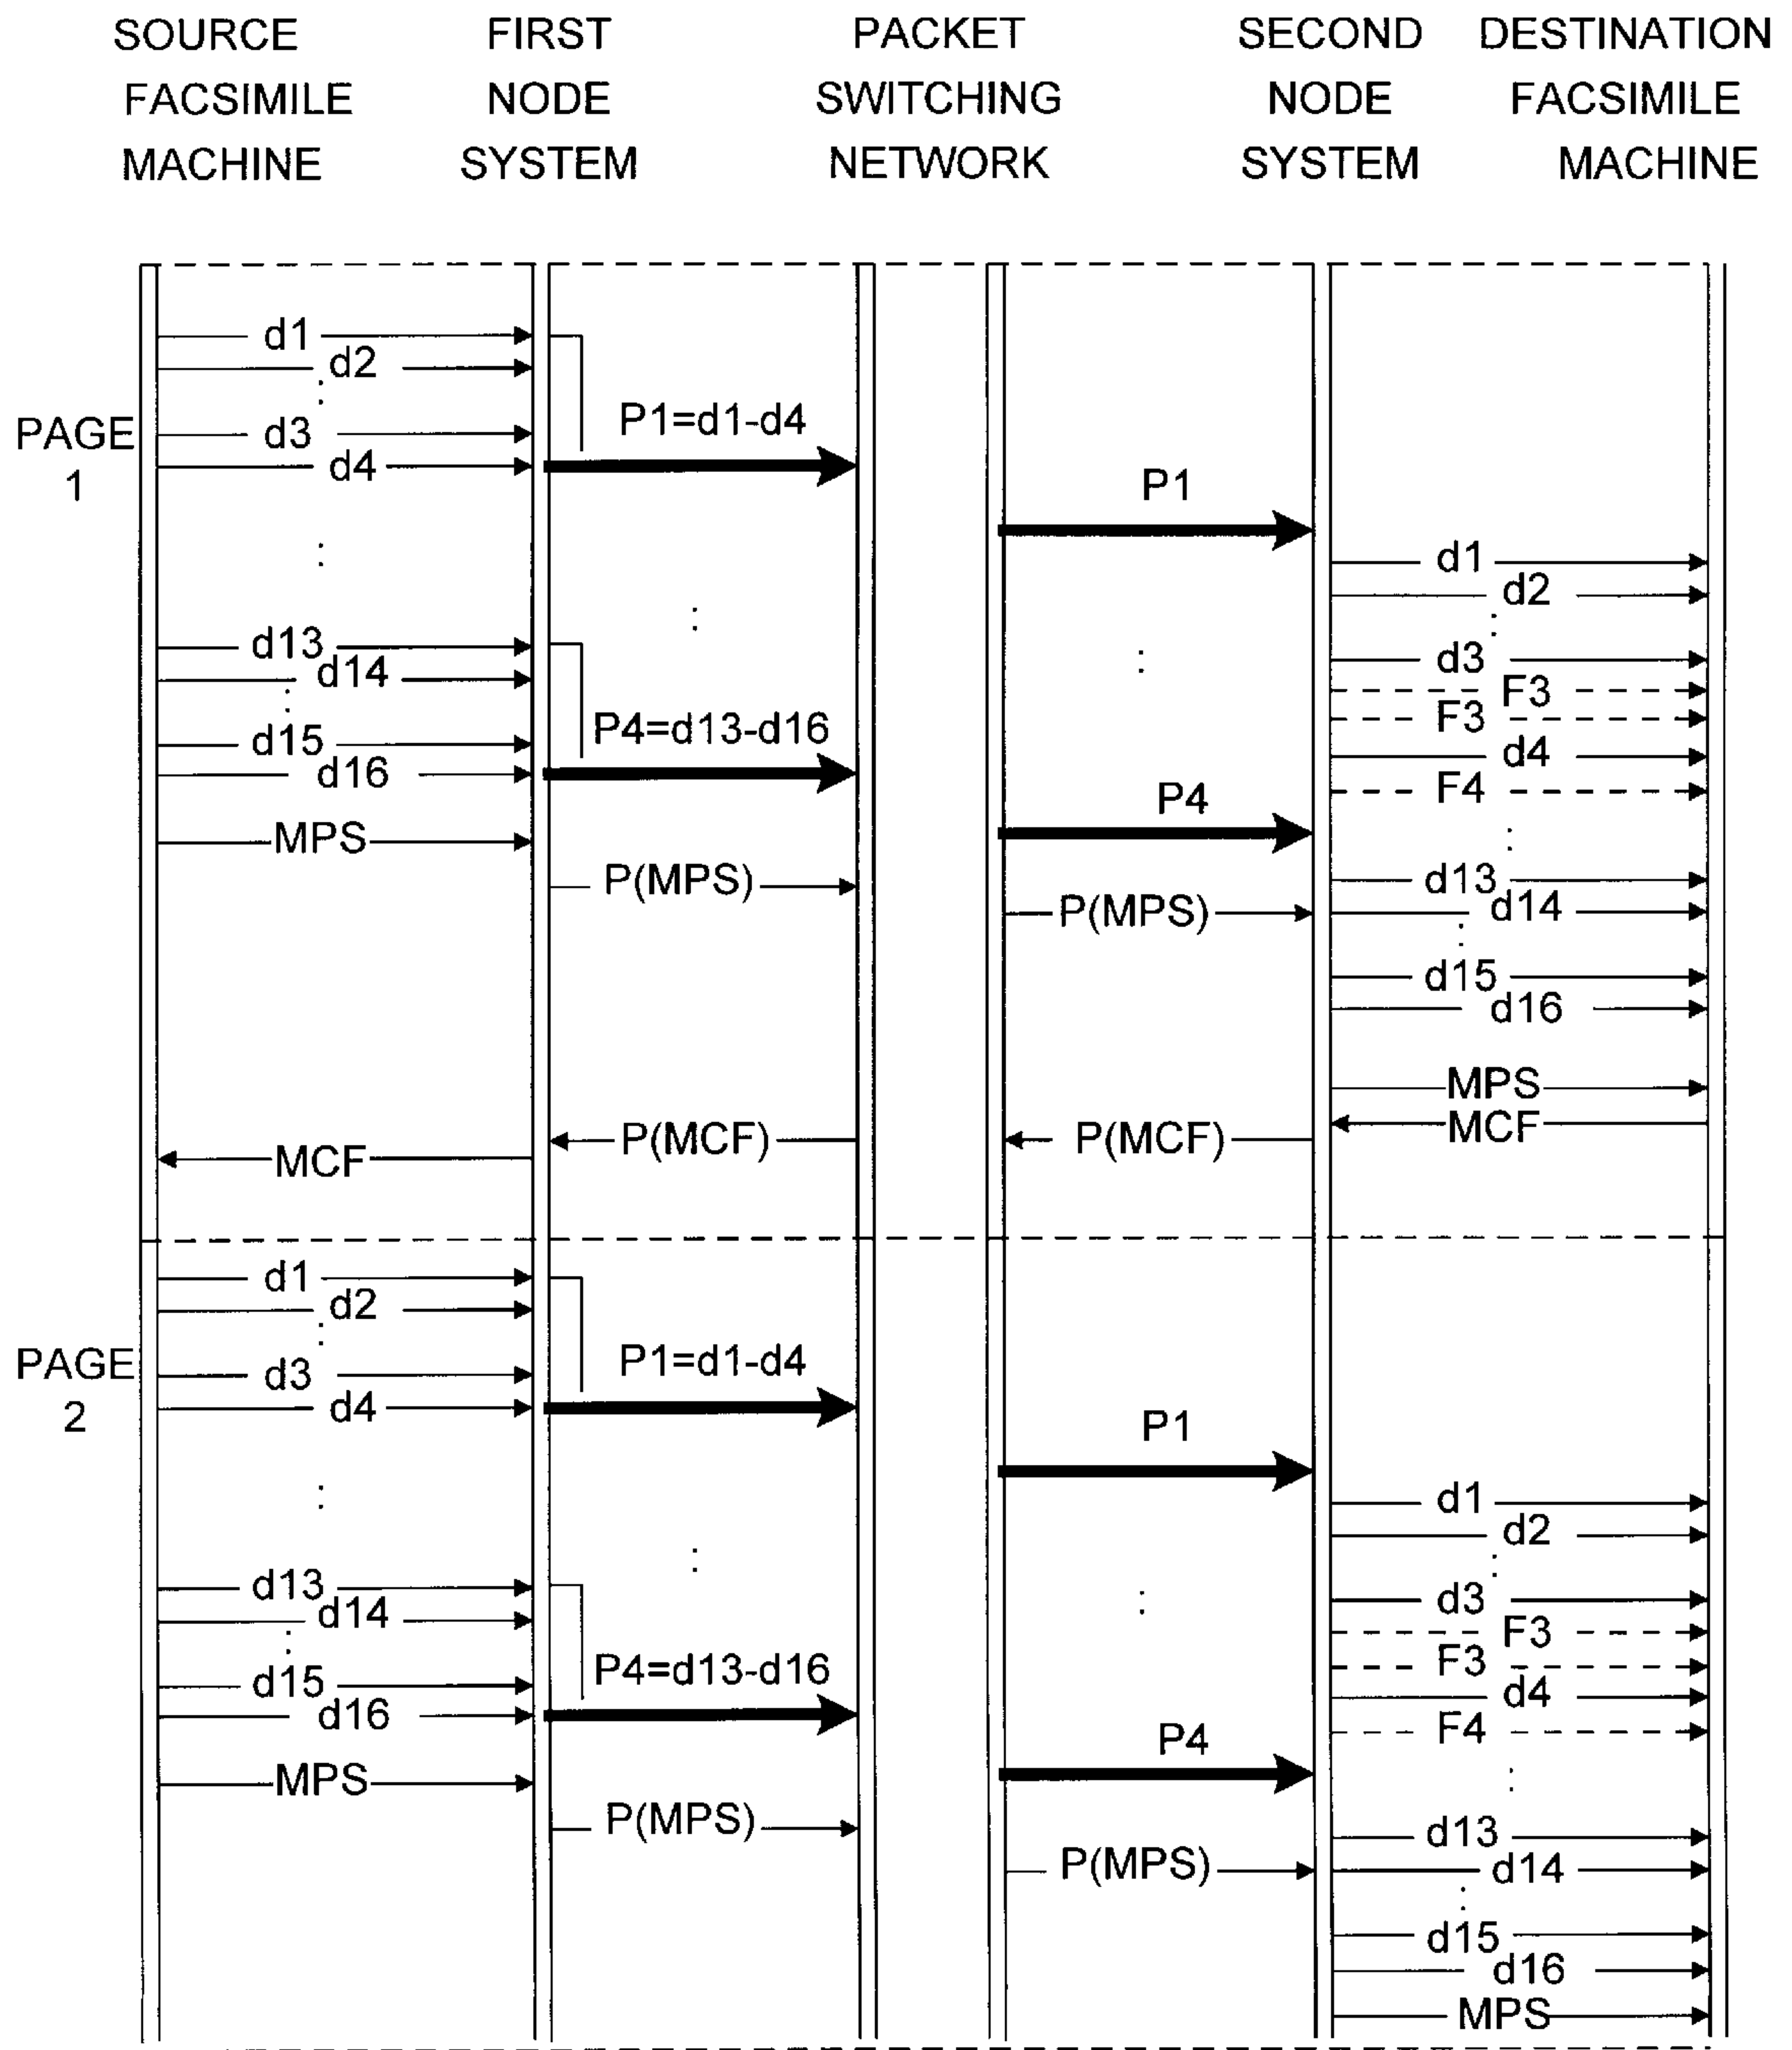 SOURCE FACSIMILE MACHINE
FIRST NODE SYSTEM
PACKET SWITCHING NETWORK
SECOND NODE SYSTEM
DESTINATION FACSIMILE MACHINE
PAGE 1
d1
d2
:
d3
d4
P1=d1-d4
P1
:
d1
d2
:
:
d3
F3
F3
d4
F4
:
:
d13
d14
:
d15
d16
P4=d13-d16
P4
MPS
P(MPS)
P(MPS)
d13
d14
:
d15
d16
MPS
MCF
P(MCF)
P(MCF)
MCF
PAGE 2
d1
d2
:
d3
d4
P1=d1-d4
P1
:
d1
d2
:
:
d3
F3
F3
d4
F4
:
:
d13
d14
:
d15
d16
P4=d13-d16
P4
MPS
P(MPS)
P(MPS)
d13
d14
:
d15
d16
MPS